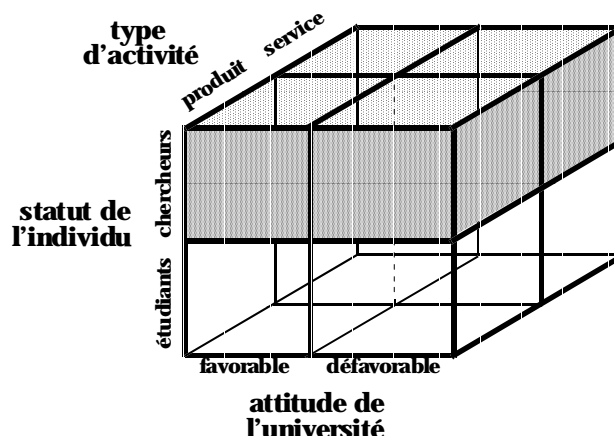 type
d'activité
produit service
chercheurs
statut de
l'individu
étudiants
favorable défavorable
attitude de
l'université